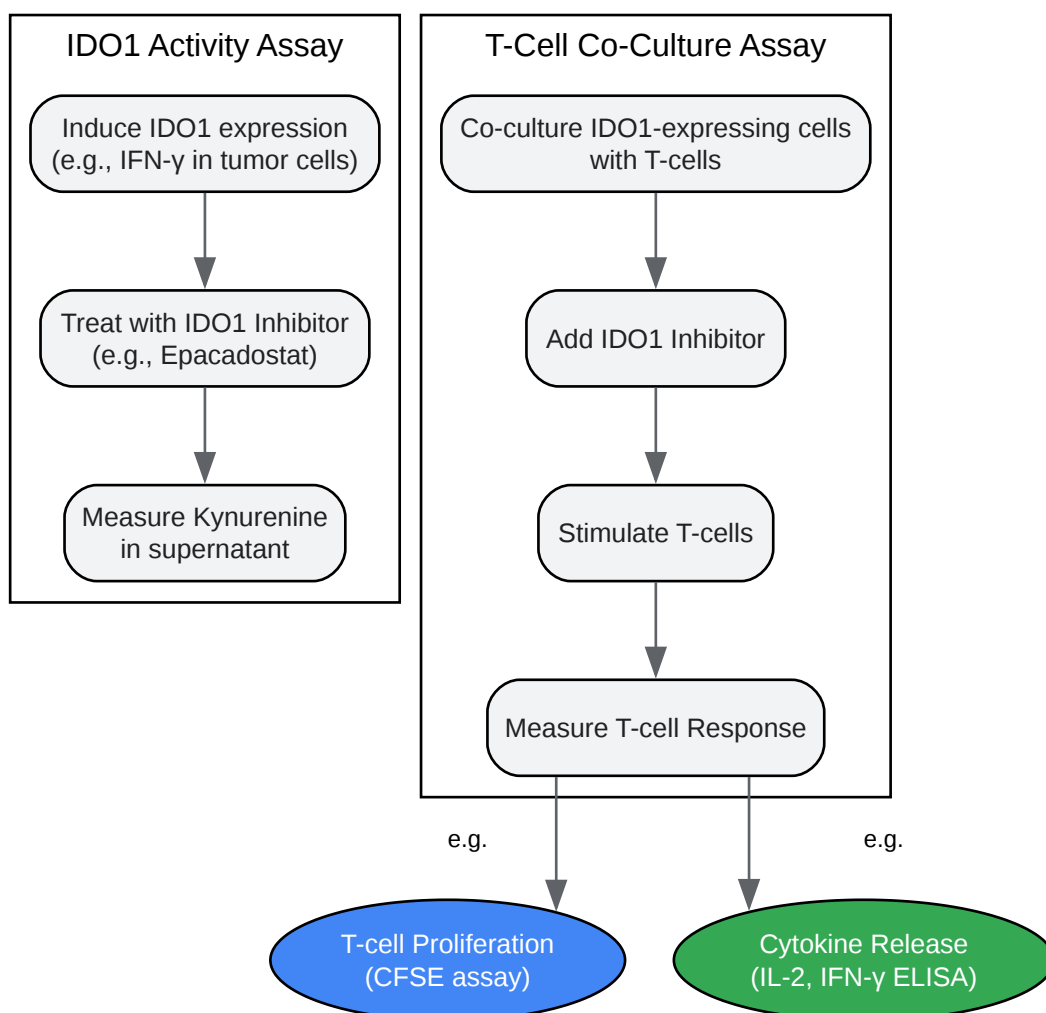 IDO1 Activity Assay
Induce IDO1 expression
(e.g., IFN-γ in tumor cells)
Treat with IDO1 Inhibitor
(e.g., Epacadostat)
Measure Kynurenine
in supernatant
T-Cell Co-Culture Assay
Co-culture IDO1-expressing cells
with T-cells
Add IDO1 Inhibitor
Stimulate T-cells
Measure T-cell Response
e.g.
e.g.
T-cell Proliferation
(CFSE assay)
Cytokine Release
(IL-2, IFN-γ ELISA)